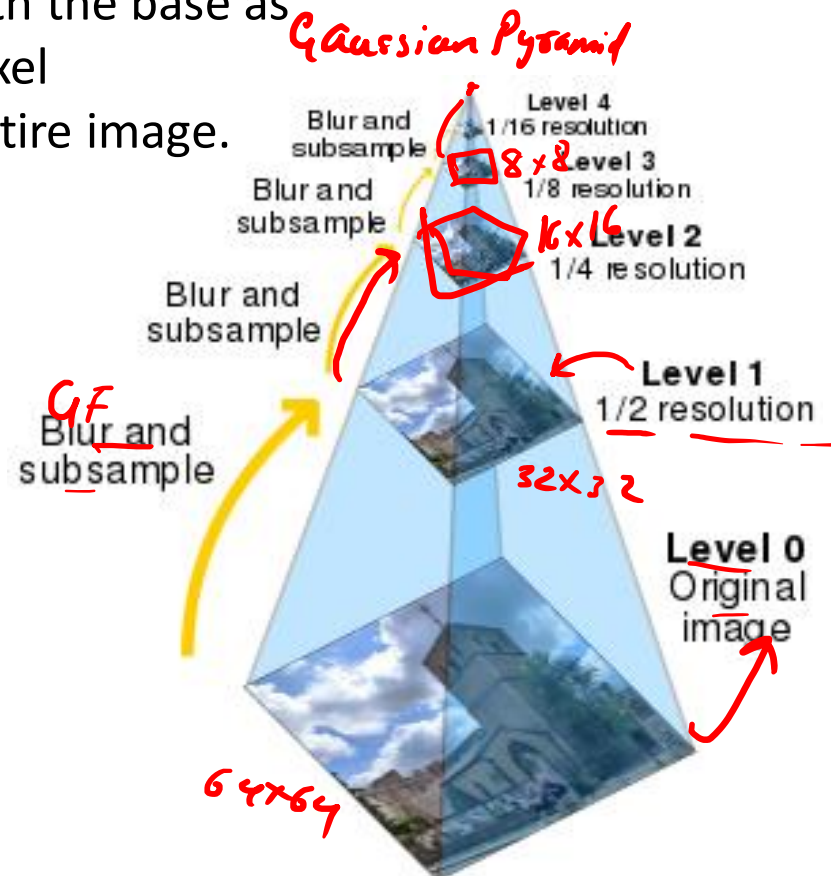 th the base as
xel
tire image.
Gaussian Pyramid
Level 4
1/16 resolution
Blur and
subsample
8x8
Level 3
1/8 resolution
Blur and
subsample
16x16
Level 2
1/4 resolution
Blur and
subsample
Level 1
1/2 resolution
GF
Blur and
subsample
32x32
Level 0
Original
image
64x64